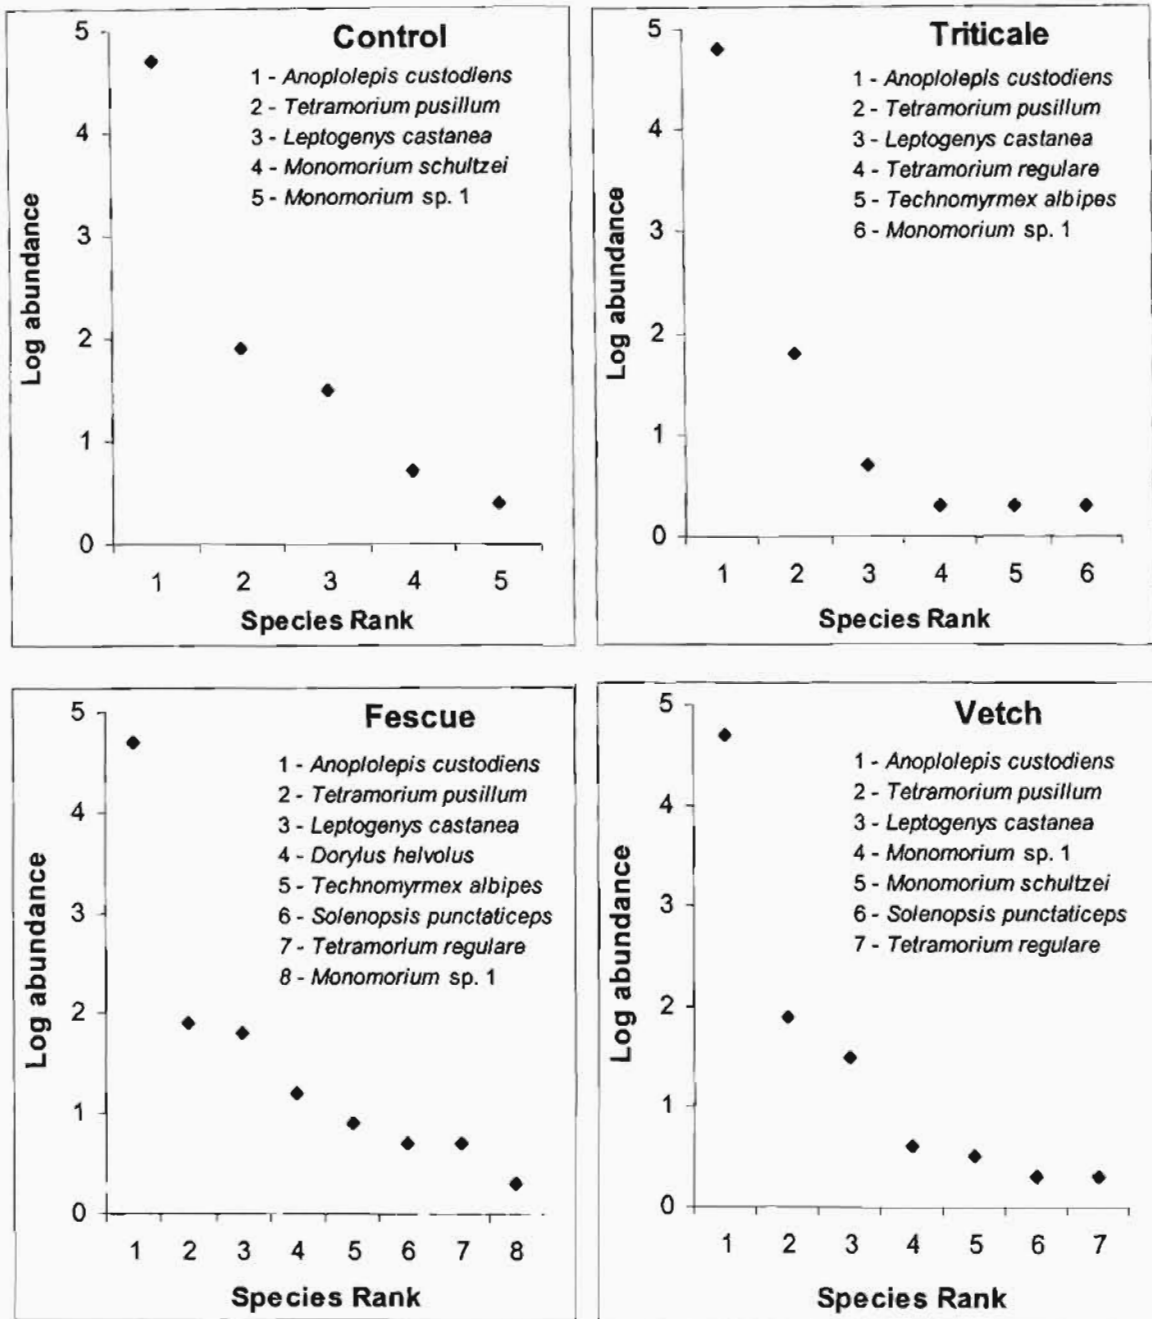 Control
1 - Anoplolepis custodiens
2 - Tetramorium pusillum
3 - Leptogenys castanea
4 - Monomorium schultzei
5 - Monomorium sp. 1
Log abundance
5
4
3
2
1
0
1 2 3 4 5
Species Rank
Triticale
1 - Anoplolepis custodiens
2 - Tetramorium pusillum
3 - Leptogenys castanea
4 - Tetramorium regulare
5 - Technomyrmex albipes
6 - Monomorium sp. 1
Log abundance
5
4
3
2
1
0
1 2 3 4 5 6
Species Rank
Fescue
1 - Anoplolepis custodiens
2 - Tetramorium pusillum
3 - Leptogenys castanea
4 - Dorylus helvolus
5 - Technomyrmex albipes
6 - Solenopsis punctaticeps
7 - Tetramorium regulare
8 - Monomorium sp. 1
Log abundance
5
4
3
2
1
0
1 2 3 4 5 6 7 8
Species Rank
Vetch
1 - Anoplolepis custodiens
2 - Tetramorium pusillum
3 - Leptogenys castanea
4 - Monomorium sp. 1
5 - Monomorium schultzei
6 - Solenopsis punctaticeps
7 - Tetramorium regulare
Log abundance
5
4
3
2
1
0
1 2 3 4 5 6 7
Species Rank